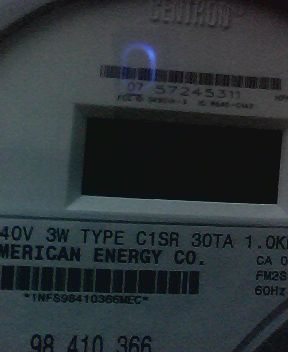 CENTRON
07 57245311
40V 3W TYPE C1SR 30TA 1.0K
MERICAN ENERGY CO.
CA 0
FM2S
60Hz
*1NFS98410366MEC*
98 410 366